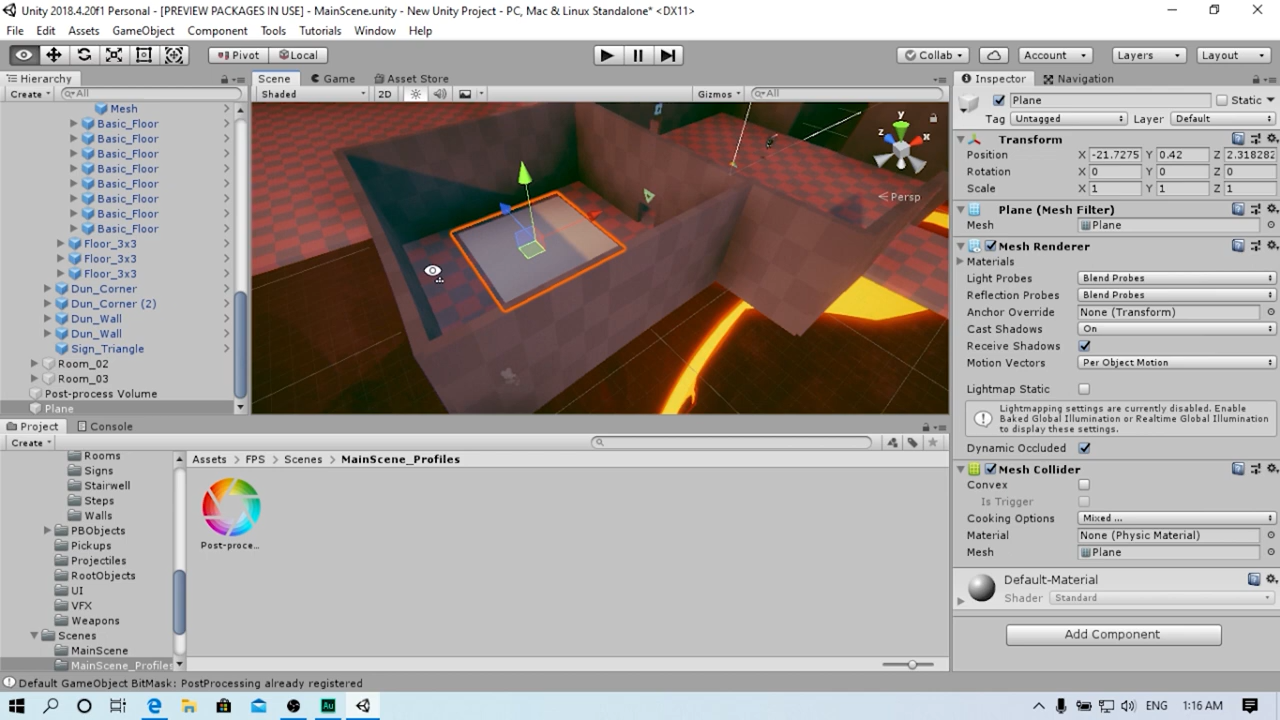 Unity 2018.4.20f1 Personal - [PREVIEW PACKAGES IN USE] - MainScene.unity - New Unity Project - PC, Mac & Linux Standalone* <DX11>
File Edit Assets GameObject Component Tools Tutorials Window Help
Pivot Local Collab Account Layers Layout
Hierarchy Scene Game Asset Store Inspector Navigation
Create All Shaded 2D Gizmos All
Mesh
Basic_Floor
Basic_Floor
Basic_Floor
Basic_Floor
Basic_Floor
Basic_Floor
Basic_Floor
Basic_Floor
Floor_3x3
Floor_3x3
Floor_3x3
Dun_Corner
Dun_Corner (2)
Dun_Wall
Dun_Wall
Sign_Triangle
Room_02
Room_03
Post-process Volume
Plane
y
x
z
Persp
Project Console
Create
Rooms
Signs
Stairwell
Steps
Walls
PBObjects
Pickups
Projectiles
RootObjects
UI
VFX
Weapons
Scenes
MainScene
MainScene_Profiles
Assets FPS Scenes MainScene_Profiles
Post-proce...
Plane Static
Tag Untagged Layer Default
Transform
Position X -21.7275 Y 0.42 Z 2.318282
Rotation X 0 Y 0 Z 0
Scale X 1 Y 1 Z 1
Plane (Mesh Filter)
Mesh Plane
Mesh Renderer
Materials
Light Probes Blend Probes
Reflection Probes Blend Probes
Anchor Override None (Transform)
Cast Shadows On
Receive Shadows
Motion Vectors Per Object Motion
Lightmap Static
Lightmapping settings are currently disabled. Enable
Baked Global Illumination or Realtime Global Illumination
to display these settings.
Dynamic Occluded
Mesh Collider
Convex
Is Trigger
Cooking Options Mixed ...
Material None (Physic Material)
Mesh Plane
Default-Material
Shader Standard
Add Component
Default GameObject BitMask: PostProcessing already registered
Au ENG 1:16 AM